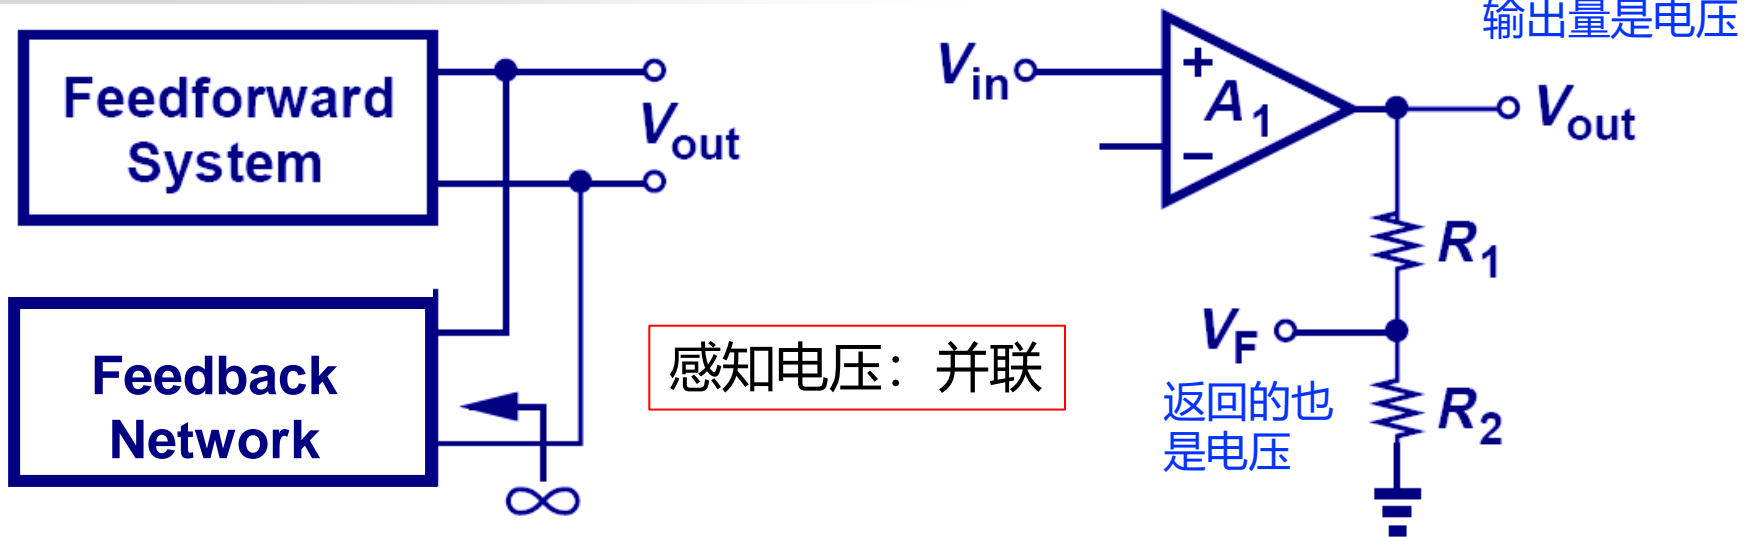 输出量是电压
Feedforward
System
Vout
Vin
+
A1
−
Vout
R1
Feedback
Network
∞
感知电压：并联
VF
返回的也
是电压
R2